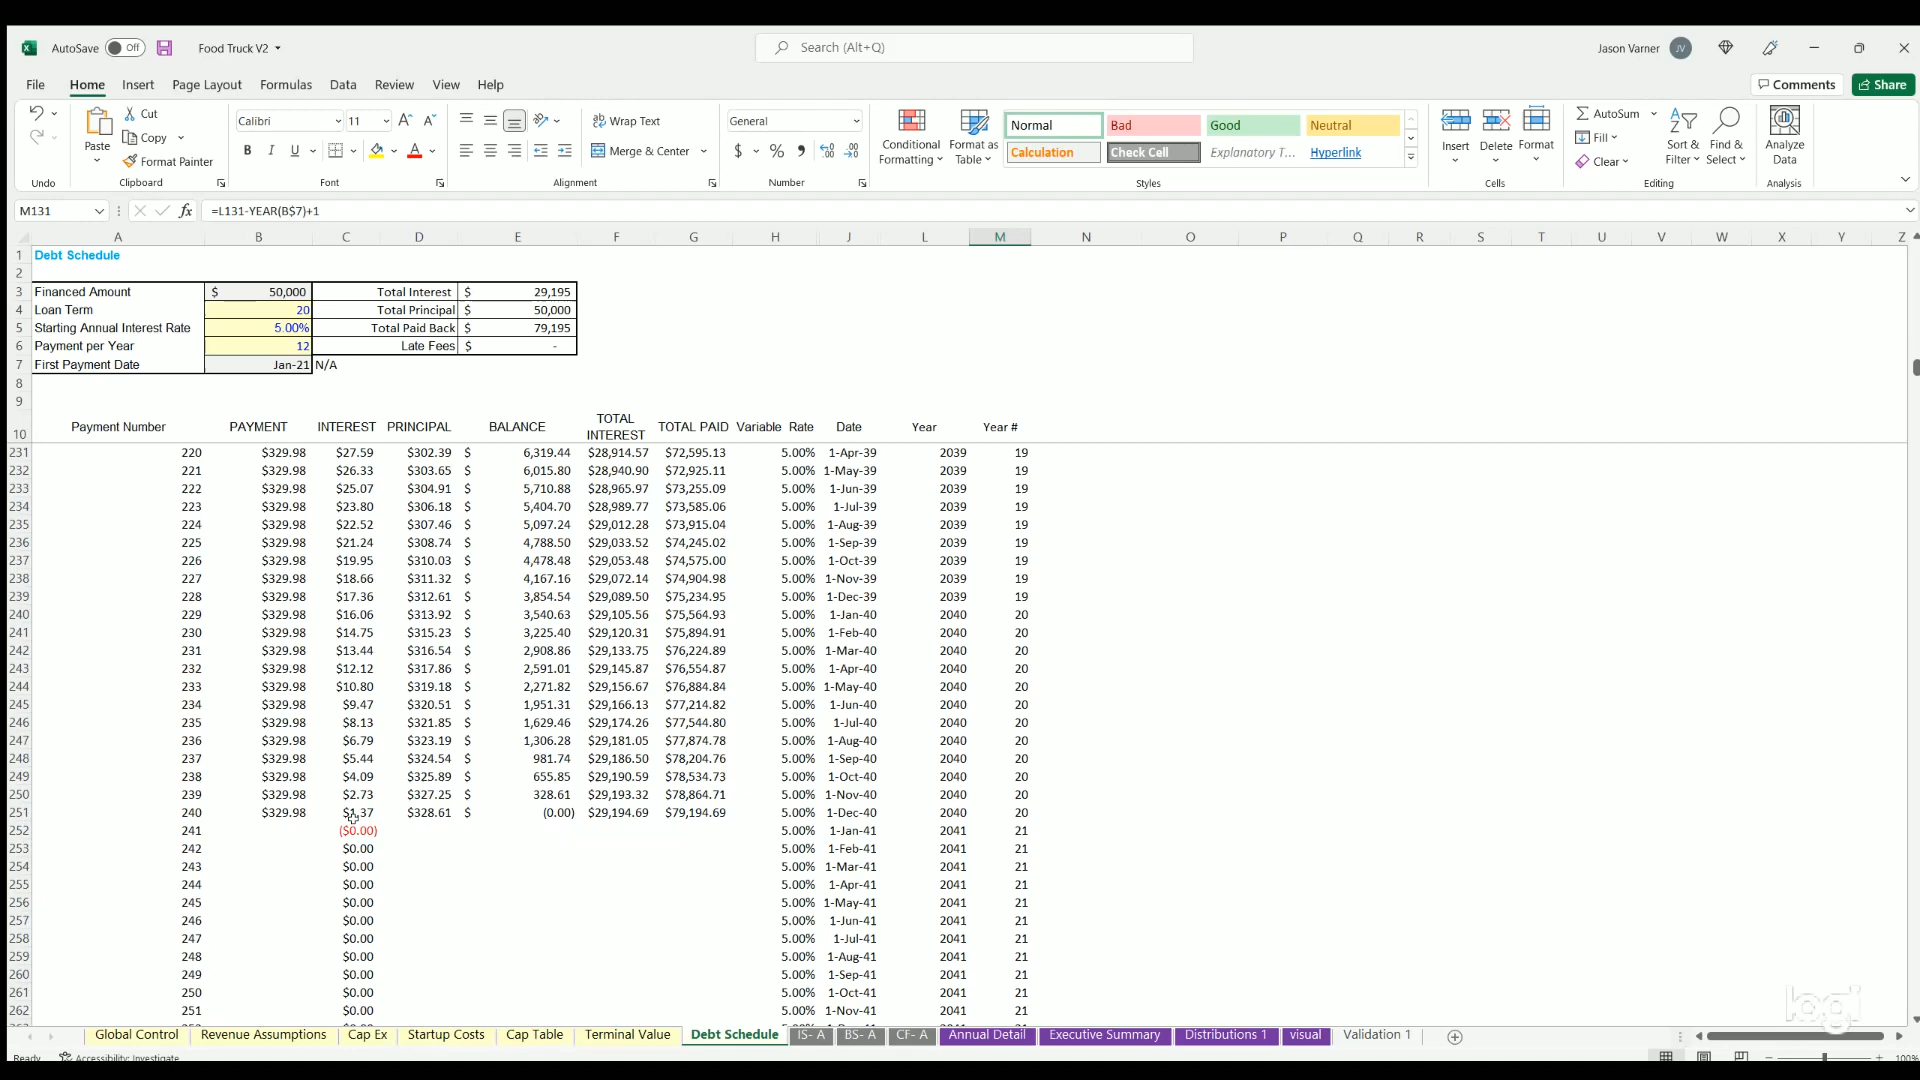 AutoSave Off Food Truck V2 Search (Alt+Q) Jason Varner JV
File Home Insert Page Layout Formulas Data Review View Help Comments Share
Paste Cut Copy Format Painter
Calibri 11 B I U
Wrap Text Merge & Center
General $ % ,
Conditional Formatting Format as Table
Normal Bad Good Neutral
Calculation Check Cell Explanatory T... Hyperlink
Insert Delete Format
AutoSum Fill Clear Sort & Filter Find & Select
Analyze Data
Undo Clipboard Font Alignment Number Styles Cells Editing Analysis
M131 fx =L131-YEAR(B$7)+1
A B C D E F G H J L M N O P Q R S T U V W X Y Z
1 Debt Schedule
2
3 Financed Amount $ 50,000 Total Interest $ 29,195
4 Loan Term 20 Total Principal $ 50,000
5 Starting Annual Interest Rate 5.00% Total Paid Back $ 79,195
6 Payment per Year 12 Late Fees $ -
7 First Payment Date Jan-21 N/A
8
9
10 Payment Number PAYMENT INTEREST PRINCIPAL BALANCE TOTAL INTEREST TOTAL PAID Variable Rate Date Year Year #
231 220 $329.98 $27.59 $302.39 $ 6,319.44 $28,914.57 $72,595.13 5.00% 1-Apr-39 2039 19
232 221 $329.98 $26.33 $303.65 $ 6,015.80 $28,940.90 $72,925.11 5.00% 1-May-39 2039 19
233 222 $329.98 $25.07 $304.91 $ 5,710.88 $28,965.97 $73,255.09 5.00% 1-Jun-39 2039 19
234 223 $329.98 $23.80 $306.18 $ 5,404.70 $28,989.77 $73,585.06 5.00% 1-Jul-39 2039 19
235 224 $329.98 $22.52 $307.46 $ 5,097.24 $29,012.28 $73,915.04 5.00% 1-Aug-39 2039 19
236 225 $329.98 $21.24 $308.74 $ 4,788.50 $29,033.52 $74,245.02 5.00% 1-Sep-39 2039 19
237 226 $329.98 $19.95 $310.03 $ 4,478.48 $29,053.48 $74,575.00 5.00% 1-Oct-39 2039 19
238 227 $329.98 $18.66 $311.32 $ 4,167.16 $29,072.14 $74,904.98 5.00% 1-Nov-39 2039 19
239 228 $329.98 $17.36 $312.61 $ 3,854.54 $29,089.50 $75,234.95 5.00% 1-Dec-39 2039 19
240 229 $329.98 $16.06 $313.92 $ 3,540.63 $29,105.56 $75,564.93 5.00% 1-Jan-40 2040 20
241 230 $329.98 $14.75 $315.23 $ 3,225.40 $29,120.31 $75,894.91 5.00% 1-Feb-40 2040 20
242 231 $329.98 $13.44 $316.54 $ 2,908.86 $29,133.75 $76,224.89 5.00% 1-Mar-40 2040 20
243 232 $329.98 $12.12 $317.86 $ 2,591.01 $29,145.87 $76,554.87 5.00% 1-Apr-40 2040 20
244 233 $329.98 $10.80 $319.18 $ 2,271.82 $29,156.67 $76,884.84 5.00% 1-May-40 2040 20
245 234 $329.98 $9.47 $320.51 $ 1,951.31 $29,166.13 $77,214.82 5.00% 1-Jun-40 2040 20
246 235 $329.98 $8.13 $321.85 $ 1,629.46 $29,174.26 $77,544.80 5.00% 1-Jul-40 2040 20
247 236 $329.98 $6.79 $323.19 $ 1,306.28 $29,181.05 $77,874.78 5.00% 1-Aug-40 2040 20
248 237 $329.98 $5.44 $324.54 $ 981.74 $29,186.50 $78,204.76 5.00% 1-Sep-40 2040 20
249 238 $329.98 $4.09 $325.89 $ 655.85 $29,190.59 $78,534.73 5.00% 1-Oct-40 2040 20
250 239 $329.98 $2.73 $327.25 $ 328.61 $29,193.32 $78,864.71 5.00% 1-Nov-40 2040 20
251 240 $329.98 $1.37 $328.61 $ (0.00) $29,194.69 $79,194.69 5.00% 1-Dec-40 2040 20
252 241 ($0.00) 5.00% 1-Jan-41 2041 21
253 242 $0.00 5.00% 1-Feb-41 2041 21
254 243 $0.00 5.00% 1-Mar-41 2041 21
255 244 $0.00 5.00% 1-Apr-41 2041 21
256 245 $0.00 5.00% 1-May-41 2041 21
257 246 $0.00 5.00% 1-Jun-41 2041 21
258 247 $0.00 5.00% 1-Jul-41 2041 21
259 248 $0.00 5.00% 1-Aug-41 2041 21
260 249 $0.00 5.00% 1-Sep-41 2041 21
261 250 $0.00 5.00% 1-Oct-41 2041 21
262 251 $0.00 5.00% 1-Nov-41 2041 21
logi
Global Control Revenue Assumptions Cap Ex Startup Costs Cap Table Terminal Value Debt Schedule IS- A BS- A CF- A Annual Detail Executive Summary Distributions 1 visual Validation 1
Ready Accessibility: Investigate 100%